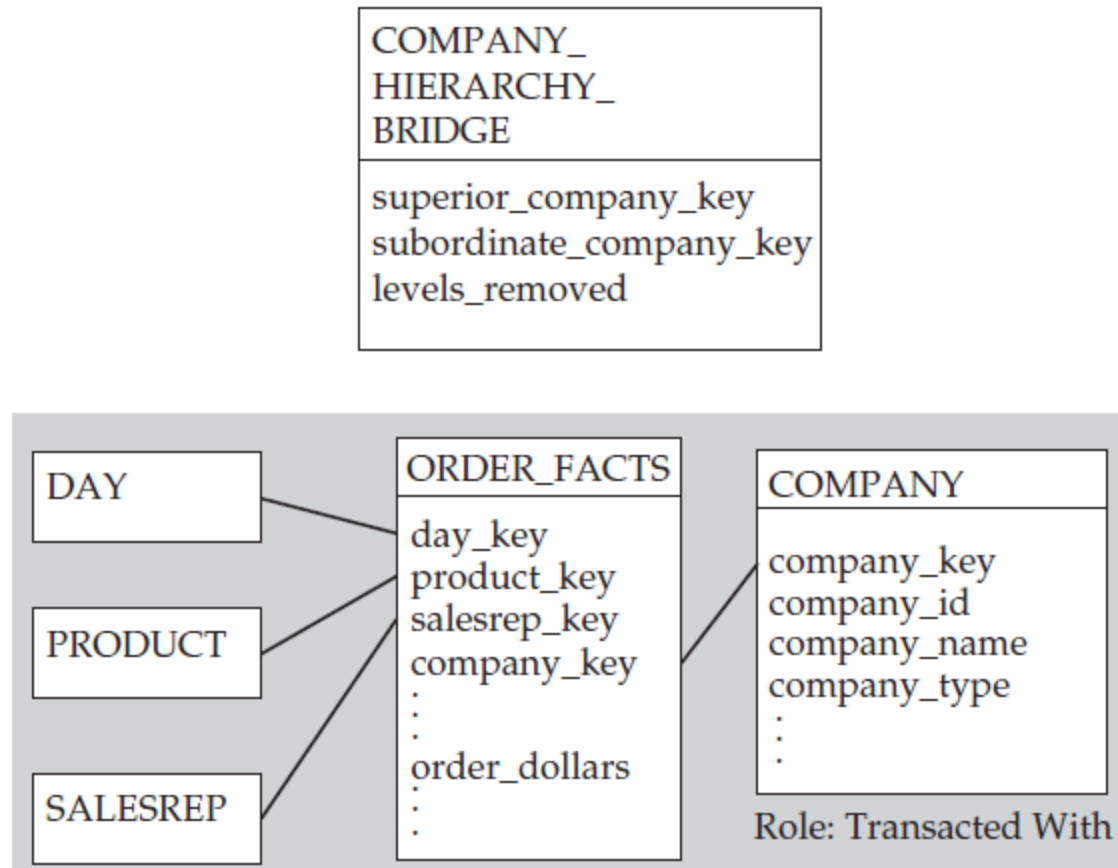 COMPANY_
HIERARCHY_
BRIDGE
superior_company_key
subordinate_company_key
levels_removed
DAY
PRODUCT
SALESREP
ORDER_FACTS
day_key
product_key
salesrep_key
company_key
.
.
.
order_dollars
.
.
.
COMPANY
company_key
company_id
company_name
company_type
.
.
.
Role: Transacted With